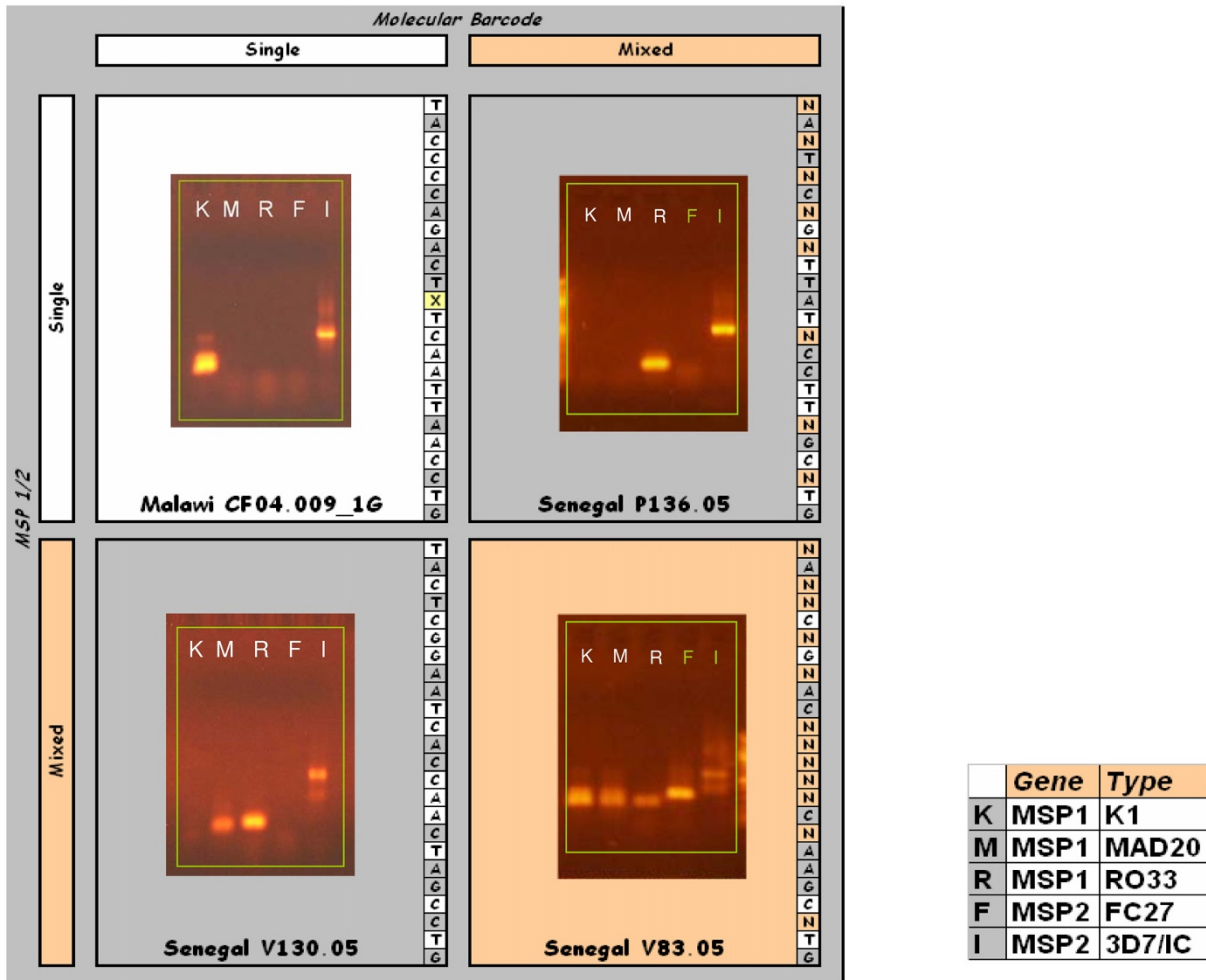 Molecular Barcode
Single
Mixed
MSP 1/2
Single
K M R F I
Malawi CF04.009_1G
T
A
C
C
C
C
A
G
A
C
T
X
T
C
A
A
T
T
A
A
C
C
T
G
K M R F I
Senegal P136.05
N
A
N
T
N
C
N
G
N
T
T
A
T
N
C
C
T
T
N
G
C
N
T
G
Mixed
K M R F I
Senegal V130.05
T
A
C
T
C
G
G
A
A
T
C
A
C
C
A
A
C
T
A
G
C
C
T
G
K M R F I
Senegal V83.05
N
A
N
N
C
N
G
N
A
C
N
N
N
N
N
C
N
A
A
G
C
N
T
G
Gene Type
K MSP1 K1
M MSP1 MAD20
R MSP1 RO33
F MSP2 FC27
I MSP2 3D7/IC